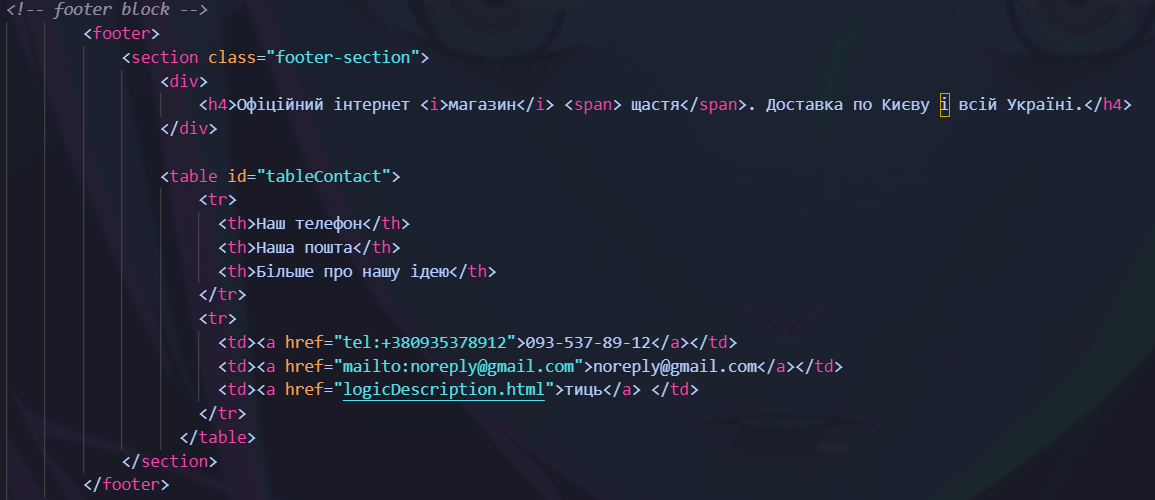 <!-- footer block -->
<footer>
<section class="footer-section">
<div>
<h4>Офіційний інтернет <i>магазин</i> <span> щастя</span>. Доставка по Києву і всій Україні.</h4>
</div>
<table id="tableContact">
<tr>
<th>Наш телефон</th>
<th>Наша пошта</th>
<th>Більше про нашу ідею</th>
</tr>
<tr>
<td><a href="tel:+380935378912">093-537-89-12</a></td>
<td><a href="mailto:noreply@gmail.com">noreply@gmail.com</a></td>
<td><a href="logicDescription.html">тиць</a> </td>
</tr>
</table>
</section>
</footer>